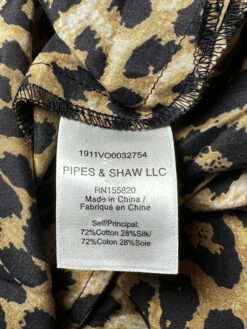 1911VO0032754
PIPES & SHAW LLC
RN155820
Made in China /
Fabriqué en Chine
Self/Principal:
72%Cotton 28%Silk/
72%Coton 28%Soie